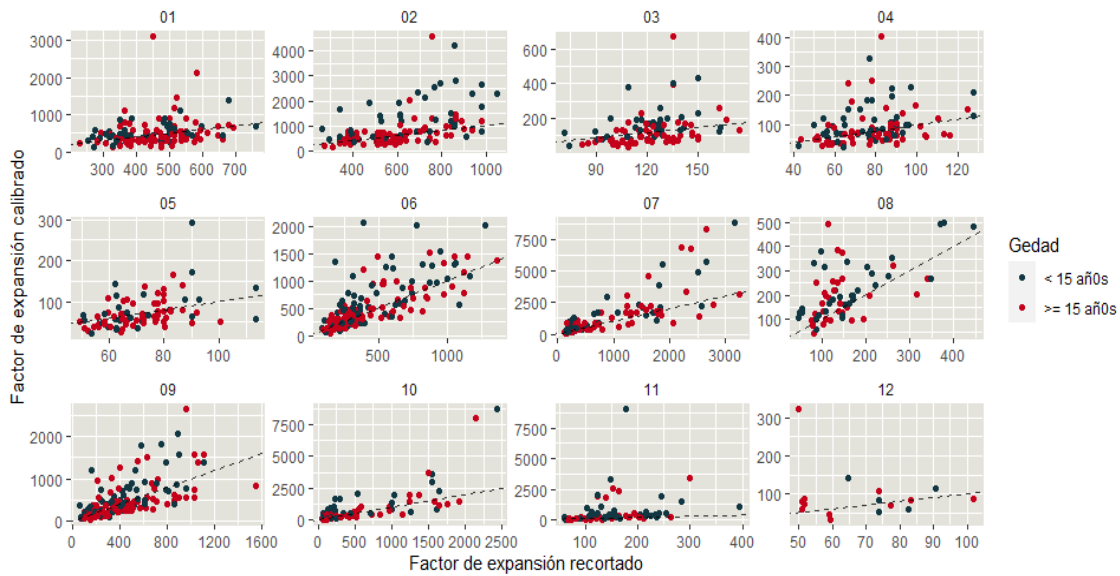 01 02 03 04
3000 2000 1000 0
300 400 500 600 700
4000 3000 2000 1000 0
400 600 800 1000
600 400 200
90 120 150
400 300 200 100 0
40 60 80 100 120
05 06 07 08
300 200 100
60 80 100
2000 1500 1000 500 0
500 1000
7500 5000 2500 0
0 1000 2000 3000
500 400 300 200 100
100 200 300 400
09 10 11 12
2000 1000 0
0 400 800 1200 1600
7500 5000 2500 0
0 500 1000 1500 2000 2500
7500 5000 2500 0
100 200 300 400
300 200 100
50 60 70 80 90 100
Factor de expansión calibrado
Factor de expansión recortado
Gedad
< 15 añ0s
>= 15 añ0s